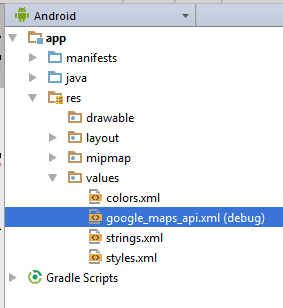 Android
app
manifests
java
res
drawable
layout
mipmap
values
colors.xml
google_maps_api.xml (debug)
strings.xml
styles.xml
Gradle Scripts